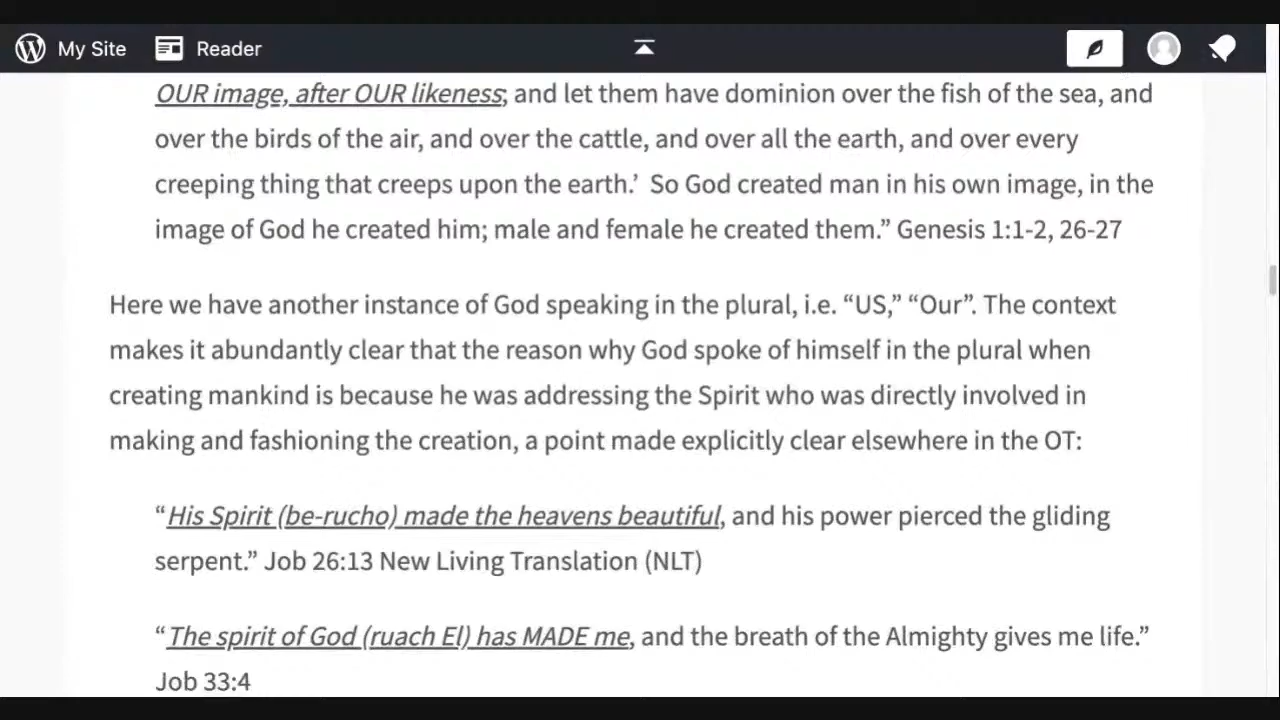 My Site Reader
OUR image, after OUR likeness; and let them have dominion over the fish of the sea, and
over the birds of the air, and over the cattle, and over all the earth, and over every
creeping thing that creeps upon the earth.’ So God created man in his own image, in the
image of God he created him; male and female he created them.” Genesis 1:1-2, 26-27
Here we have another instance of God speaking in the plural, i.e. “US,” “Our”. The context
makes it abundantly clear that the reason why God spoke of himself in the plural when
creating mankind is because he was addressing the Spirit who was directly involved in
making and fashioning the creation, a point made explicitly clear elsewhere in the OT:
“His Spirit (be-rucho) made the heavens beautiful, and his power pierced the gliding
serpent.” Job 26:13 New Living Translation (NLT)
“The spirit of God (ruach El) has MADE me, and the breath of the Almighty gives me life.”
Job 33:4